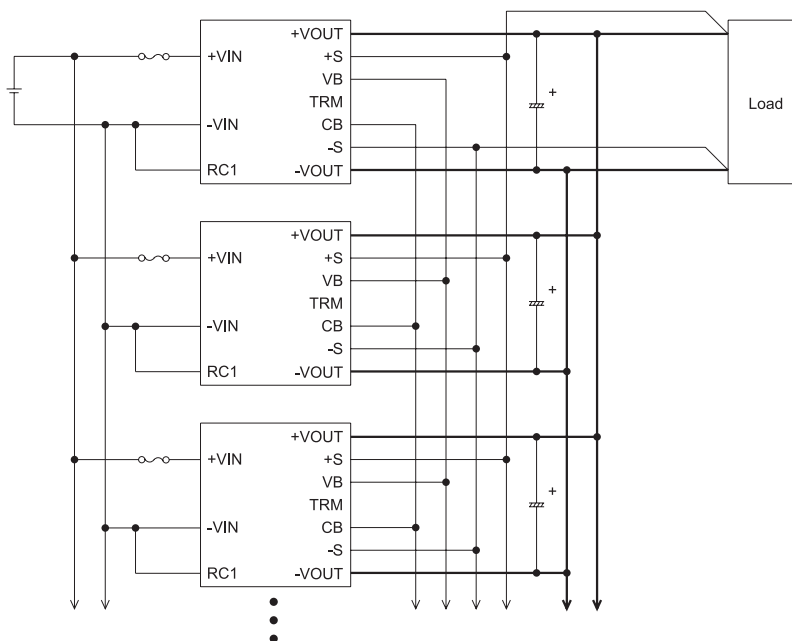 +VOUT
+VIN
+S
VB
TRM
-VIN
CB
-S
RC1
-VOUT
+
Load
+VOUT
+VIN
+S
VB
TRM
-VIN
CB
-S
RC1
-VOUT
+
+VOUT
+VIN
+S
VB
TRM
-VIN
CB
-S
RC1
-VOUT
+